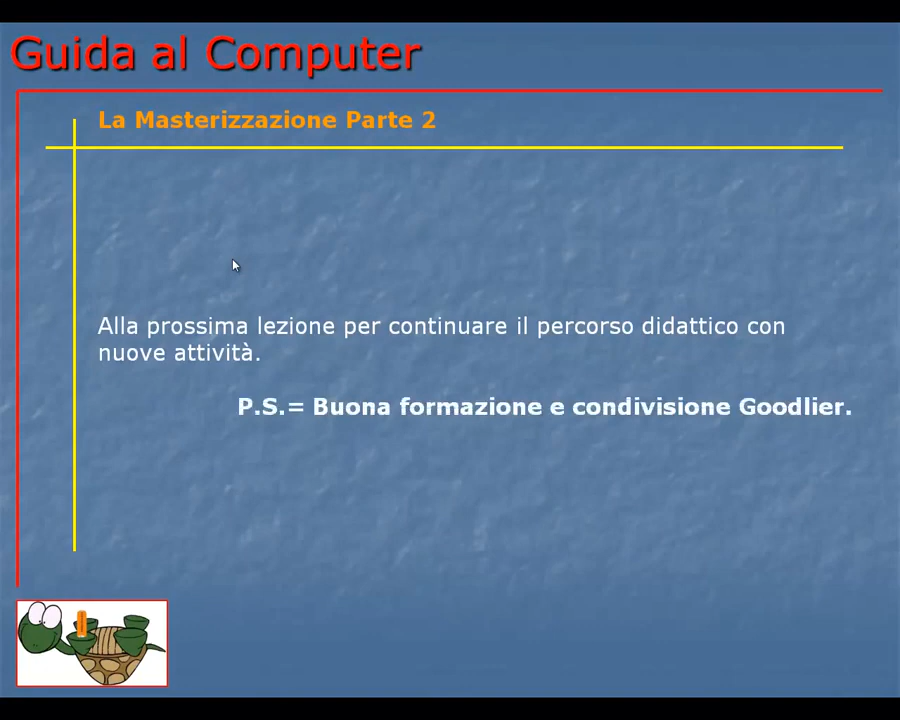 Guida al Computer
La Masterizzazione Parte 2
Alla prossima lezione per continuare il percorso didattico con
nuove attività.
P.S.= Buona formazione e condivisione Goodlier.